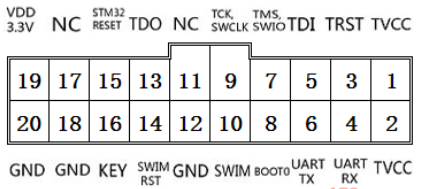 VDD 3.3V NC STM32 RESET TDO NC TCK, SWCLK TMS, SWIO TDI TRST TVCC
19 17 15 13 11 9 7 5 3 1
20 18 16 14 12 10 8 6 4 2
GND GND KEY SWIM RST GND SWIM BOOT0 UART TX UART RX TVCC